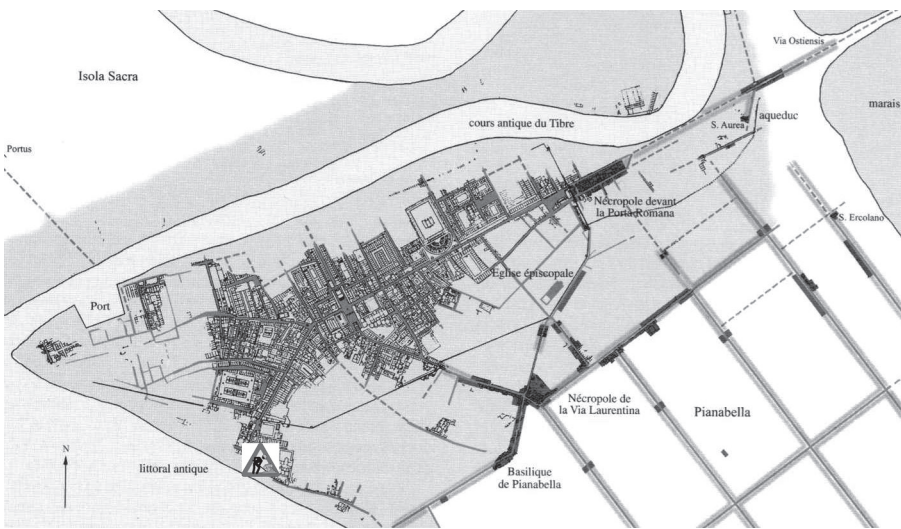 Via Ostiensis
Isola Sacra
marais
cours antique du Tibre
S. Aurea
aqueduc
Portus
Nécropole devant
la Porta Romana
S. Ercolano
Église épiscopale
Port
Nécropole de
la Via Laurentina
Pianabella
N
littoral antique
Basilique
de Pianabella